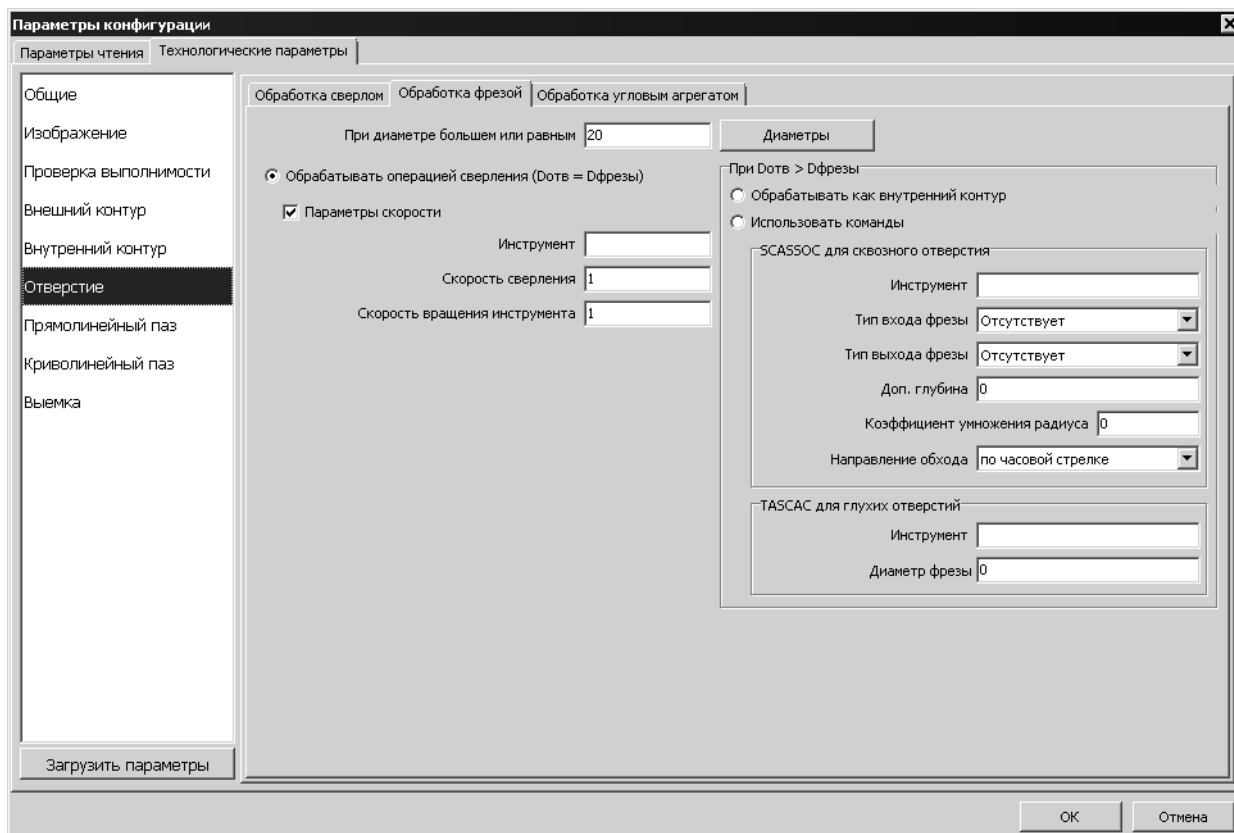 Параметры конфигурации
Параметры чтения
Технологические параметры
Общие
Изображение
Проверка выполнимости
Внешний контур
Внутренний контур
Отверстие
Прямолинейный паз
Криволинейный паз
Выемка
Загрузить параметры
Обработка сверлом
Обработка фрезой
Обработка угловым агрегатом
При диаметре большем или равным 20
Диаметры
Обрабатывать операцией сверления (Dотв = Dфрезы)
Параметры скорости
Инструмент
Скорость сверления 1
Скорость вращения инструмента 1
При Dотв > Dфрезы
Обрабатывать как внутренний контур
Использовать команды
SCASSOC для сквозного отверстия
Инструмент
Тип входа фрезы Отсутствует
Тип выхода фрезы Отсутствует
Доп. глубина 0
Коэффициент умножения радиуса 0
Направление обхода по часовой стрелке
TASCAC для глухих отверстий
Инструмент
Диаметр фрезы 0
OK
Отмена